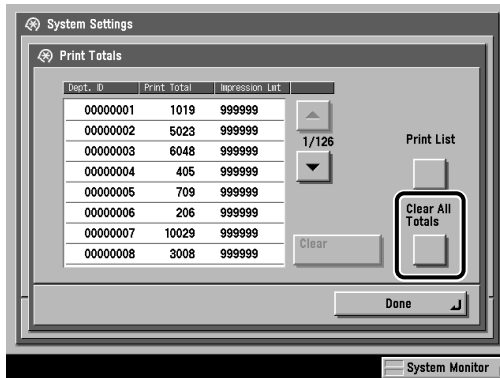 System Settings
Print Totals
Dept. ID Print Total Impression Lmt
00000001 1019 999999
00000002 5023 999999
00000003 6048 999999
00000004 405 999999
00000005 709 999999
00000006 206 999999
00000007 10029 999999
00000008 3008 999999
1/126
Clear
Print List
Clear All
Totals
Done
System Monitor